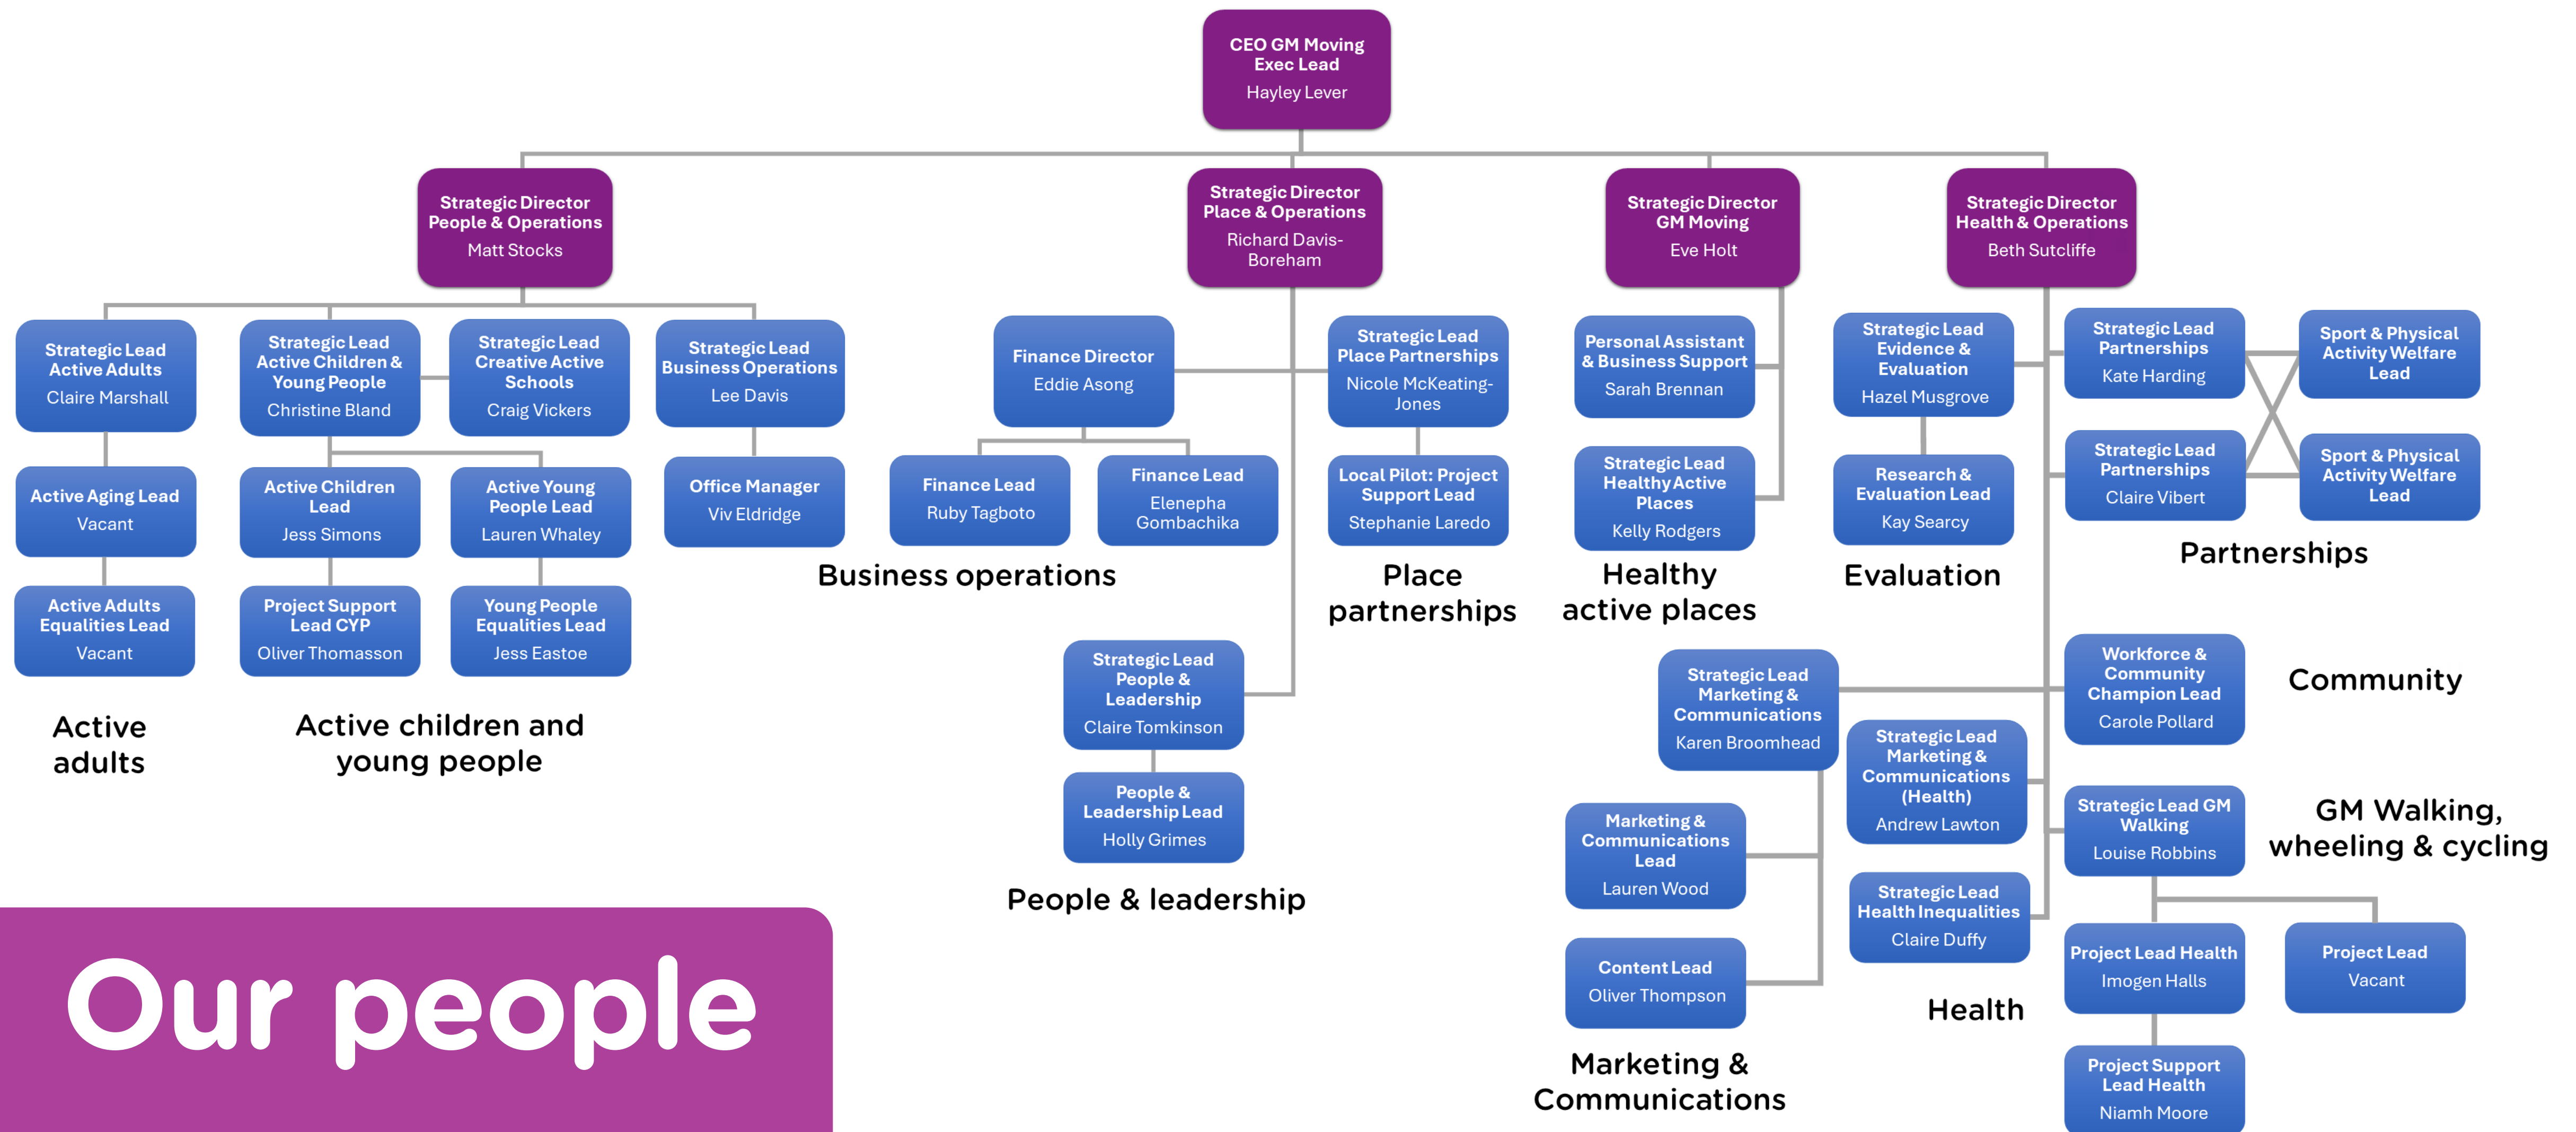 CEO GM Moving
Exec Lead
Hayley Lever
Strategic Director
People & Operations
Matt Stocks
Strategic Director
Place & Operations
Richard Davis-
Boreham
Strategic Director
GM Moving
Eve Holt
Strategic Director
Health & Operations
Beth Sutcliffe
Strategic Lead
Active Adults
Claire Marshall
Strategic Lead
Active Children &
Young People
Christine Bland
Strategic Lead
Creative Active
Schools
Craig Vickers
Strategic Lead
Business Operations
Lee Davis
Active Aging Lead
Vacant
Active Children
Lead
Jess Simons
Active Young
People Lead
Lauren Whaley
Office Manager
Viv Eldridge
Active Adults
Equalities Lead
Vacant
Project Support
Lead CYP
Oliver Thomasson
Young People
Equalities Lead
Jess Eastoe
Active
adults
Active children and
young people
Finance Director
Eddie Asong
Finance Lead
Ruby Tagboto
Finance Lead
Elenepha
Gombachika
Business operations
Strategic Lead
Place Partnerships
Nicole McKeating-
Jones
Local Pilot: Project
Support Lead
Stephanie Laredo
Place
partnerships
Strategic Lead
People &
Leadership
Claire Tomkinson
People &
Leadership Lead
Holly Grimes
People & leadership
Personal Assistant
& Business Support
Sarah Brennan
Strategic Lead
Healthy Active
Places
Kelly Rodgers
Healthy
active places
Strategic Lead
Evidence &
Evaluation
Hazel Musgrove
Research &
Evaluation Lead
Kay Searcy
Evaluation
Strategic Lead
Partnerships
Kate Harding
Sport & Physical
Activity Welfare
Lead
Strategic Lead
Partnerships
Claire Vibert
Sport & Physical
Activity Welfare
Lead
Partnerships
Strategic Lead
Marketing &
Communications
Karen Broomhead
Marketing &
Communications
Lead
Lauren Wood
Content Lead
Oliver Thompson
Marketing &
Communications
Strategic Lead
Marketing &
Communications
(Health)
Andrew Lawton
Strategic Lead
Health Inequalities
Claire Duffy
Health
Workforce &
Community
Champion Lead
Carole Pollard
Community
Strategic Lead GM
Walking
Louise Robbins
GM Walking,
wheeling & cycling
Project Lead Health
Imogen Halls
Project Lead
Vacant
Project Support
Lead Health
Niamh Moore
Our people